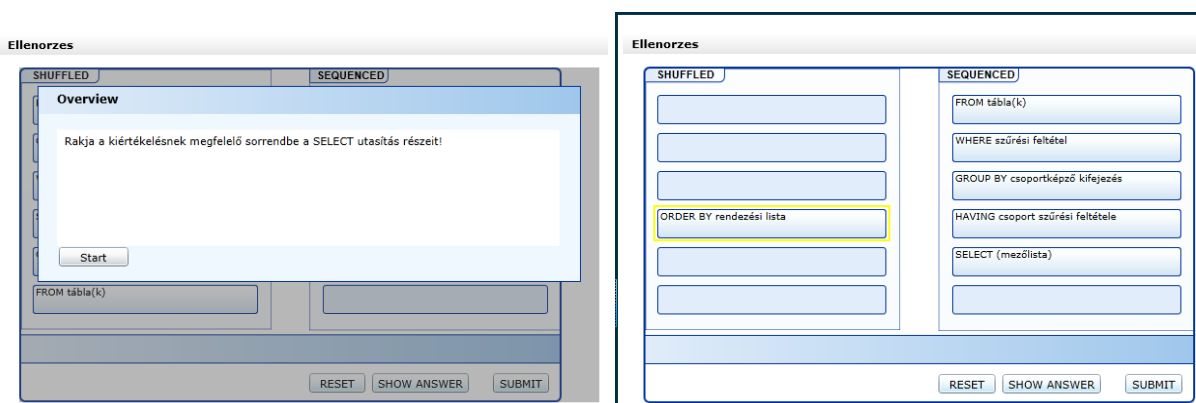 Ellenorzes
SHUFFLED
SEQUENCED
Overview
Rakja a kiértékelésnek megfelelő sorrendbe a SELECT utasítás részeit!
Start
FROM tábla(k)
RESET
SHOW ANSWER
SUBMIT
Ellenorzes
SHUFFLED
ORDER BY rendezési lista
SEQUENCED
FROM tábla(k)
WHERE szűrési feltétel
GROUP BY csoportképző kifejezés
HAVING csoport szűrési feltétele
SELECT (mezőlista)
RESET
SHOW ANSWER
SUBMIT